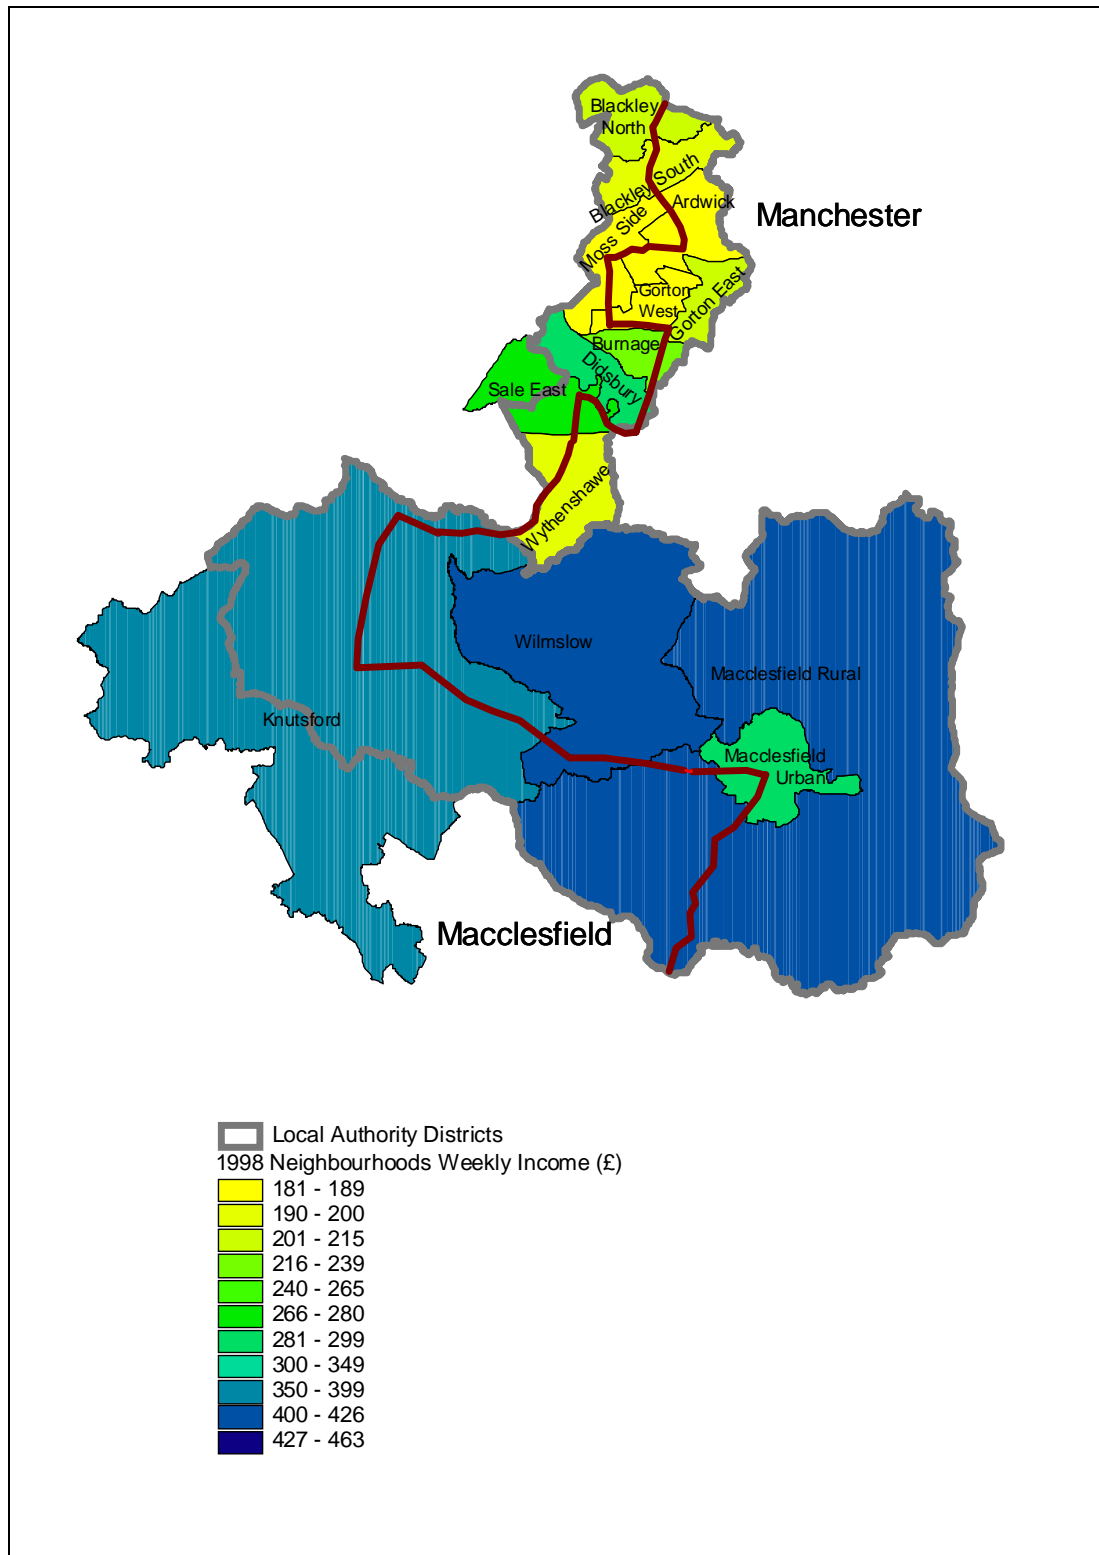 Blackley
North
Blackley South
Ardwick
Manchester
Moss Side
Gorton
West
Gorton East
Burnage
Didsbury
Sale East
Wythenshawe
Wilmslow
Macclesfield Rural
Knutsford
Macclesfield
Urban
Macclesfield
Local Authority Districts
1998 Neighbourhoods Weekly Income (£)
181 - 189
190 - 200
201 - 215
216 - 239
240 - 265
266 - 280
281 - 299
300 - 349
350 - 399
400 - 426
427 - 463